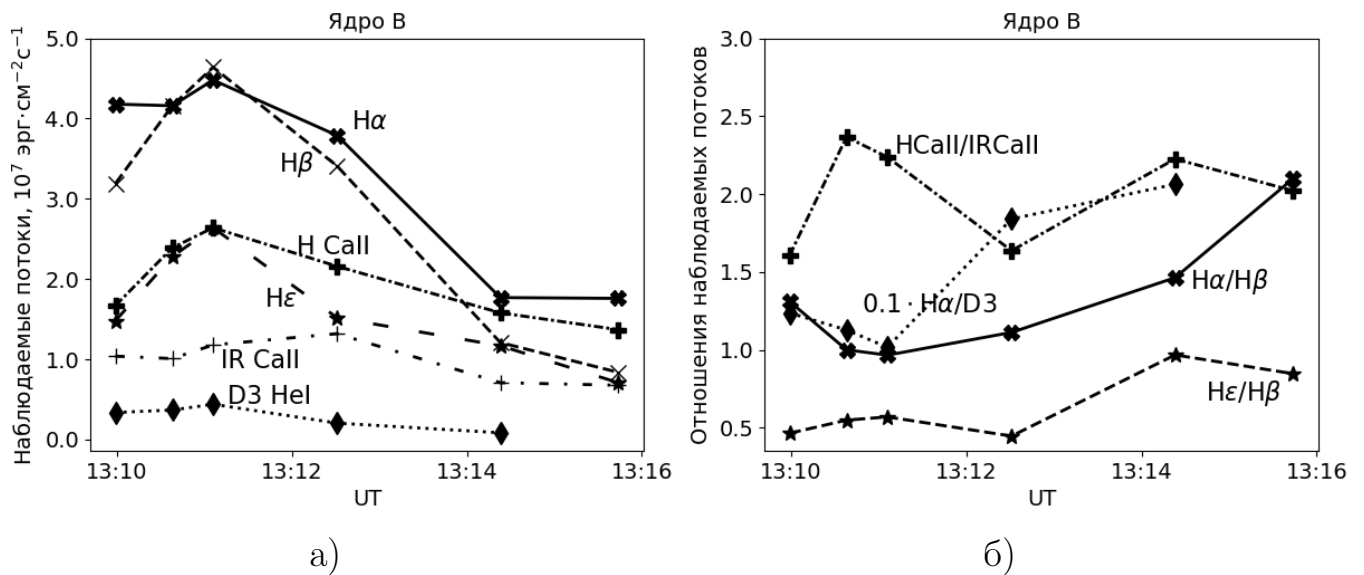 Ядро В
Наблюдаемые потоки, 10⁷ эрг·см⁻²с⁻¹
5.0
4.0
3.0
2.0
1.0
0.0
Hα
Hβ
H CaII
Hε
IR CaII
D3 HeI
13:10 13:12 13:14 13:16
UT
а)
Ядро В
Отношения наблюдаемых потоков
3.0
2.5
2.0
1.5
1.0
0.5
HCaII/IRCaII
Hα/Hβ
0.1 · Hα/D3
Hε/Hβ
13:10 13:12 13:14 13:16
UT
б)